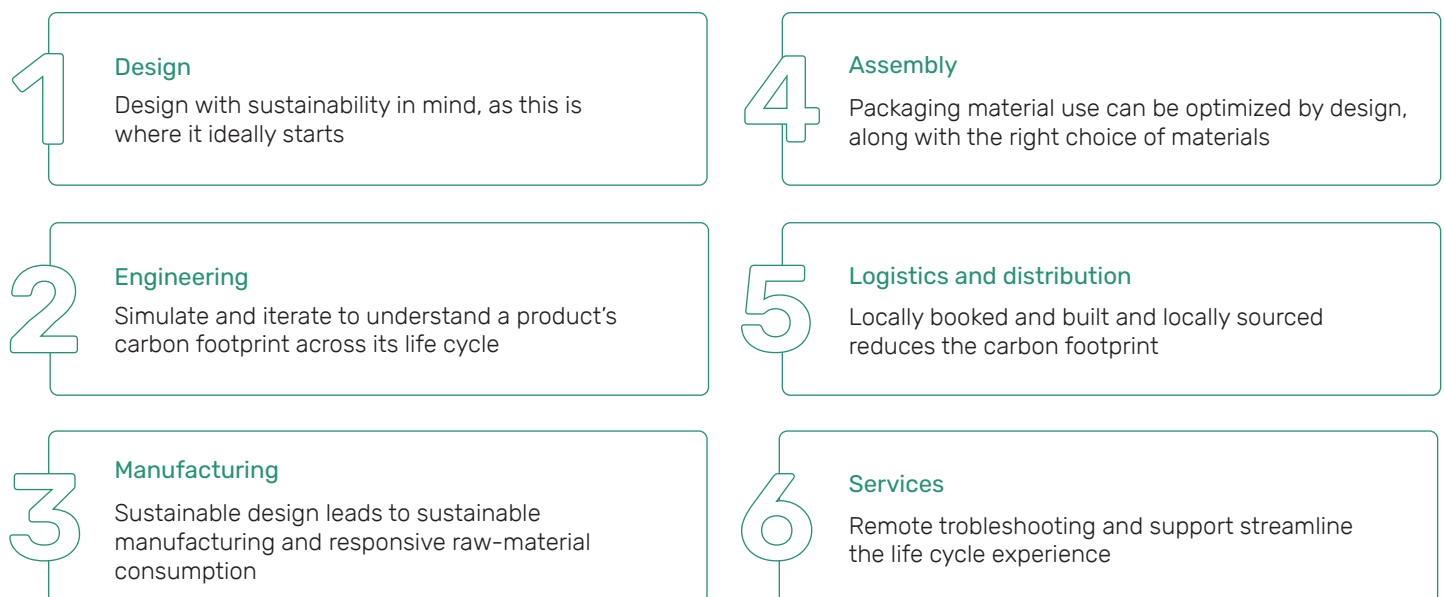 1
Design
Design with sustainability in mind, as this is
where it ideally starts
2
Engineering
Simulate and iterate to understand a product’s
carbon footprint across its life cycle
3
Manufacturing
Sustainable design leads to sustainable
manufacturing and responsive raw-material
consumption
4
Assembly
Packaging material use can be optimized by design,
along with the right choice of materials
5
Logistics and distribution
Locally booked and built and locally sourced
reduces the carbon footprint
6
Services
Remote trobleshooting and support streamline
the life cycle experience